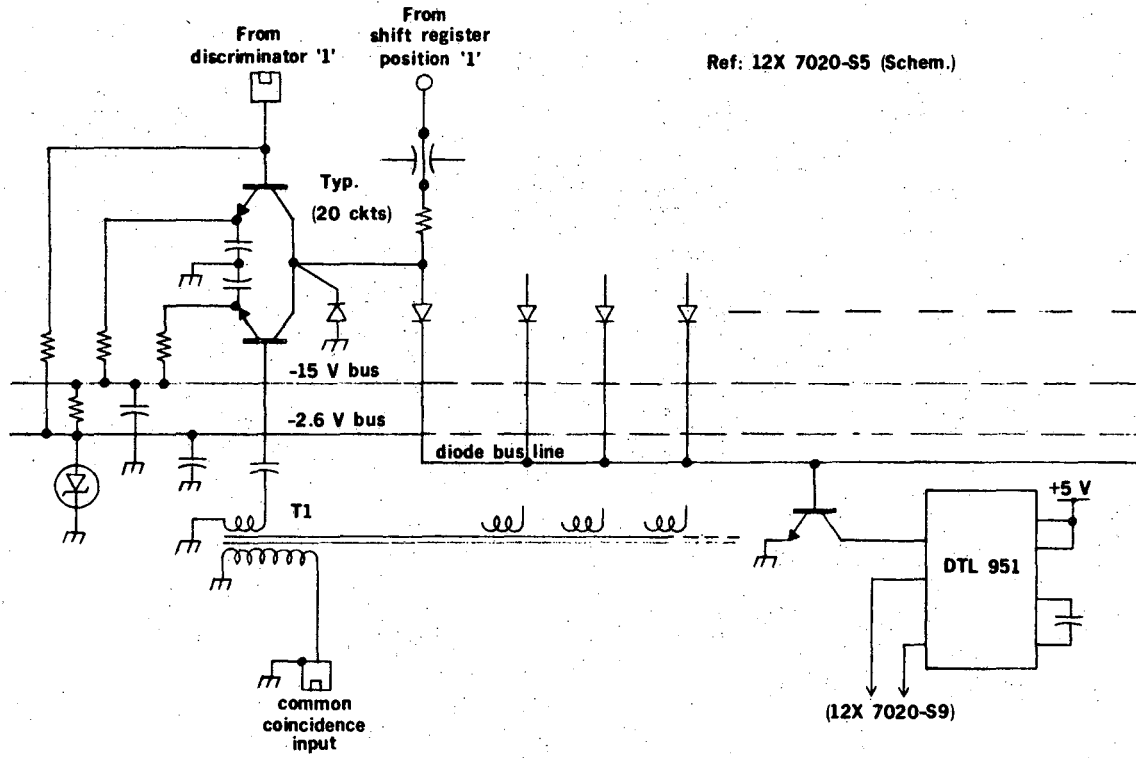 From
shift register
position '1'
From
discriminator '1'
Ref: 12X 7020-S5 (Schem.)
Typ.
(20 ckts)
-15 V bus
-2.6 V bus
diode bus line
T1
+5 V
DTL 951
(12X 7020-S9)
common
coincidence
input